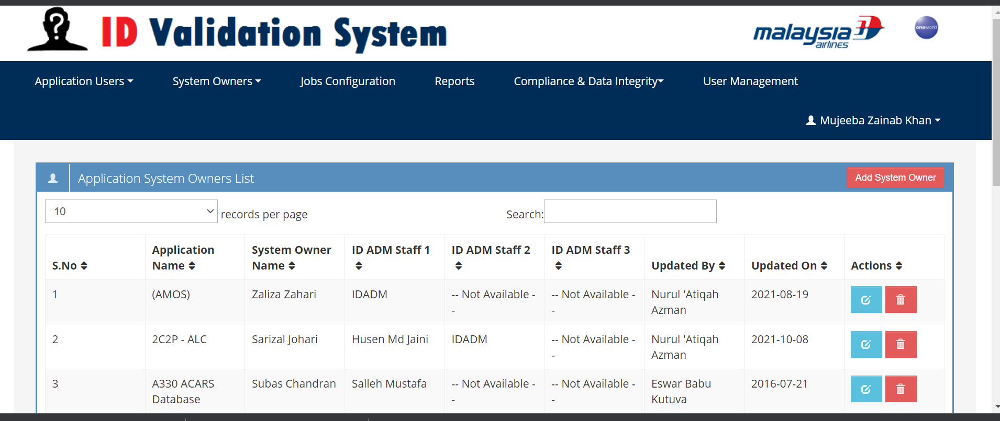 ID Validation System
malaysia
airlines
oneworld
Application Users
System Owners
Jobs Configuration
Reports
Compliance & Data Integrity
User Management
Mujeeba Zainab Khan
Application System Owners List
Add System Owner
10
records per page
Search:
S.No
Application
Name
System Owner
Name
ID ADM Staff 1
ID ADM Staff 2
ID ADM Staff 3
Updated By
Updated On
Actions
1
(AMOS)
Zaliza Zahari
IDADM
-- Not Available -
-
-- Not Available -
-
Nurul 'Atiqah
Azman
2021-08-19
2
2C2P - ALC
Sarizal Johari
Husen Md Jaini
IDADM
-- Not Available -
-
Nurul 'Atiqah
Azman
2021-10-08
3
A330 ACARS
Database
Subas Chandran
Salleh Mustafa
-- Not Available -
-
-- Not Available -
-
Eswar Babu
Kutuva
2016-07-21